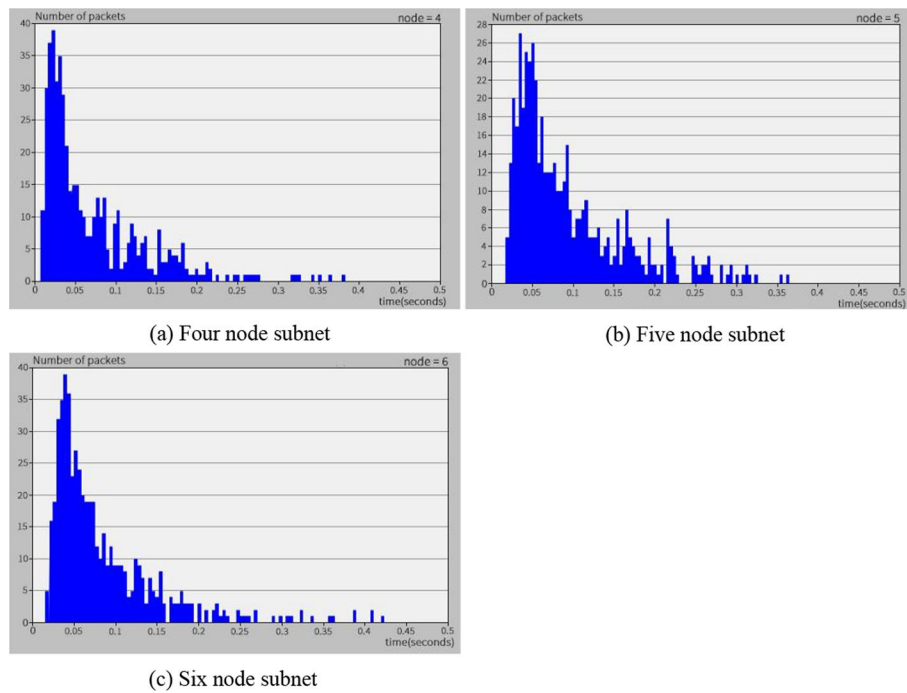 Number of packets node = 4
40
35
30
25
20
15
10
5
0
0 0.05 0.1 0.15 0.2 0.25 0.3 0.35 0.4 0.45 0.5
time(seconds)
(a) Four node subnet
Number of packets node = 5
28
26
24
22
20
18
16
14
12
10
8
6
4
2
0
0 0.05 0.1 0.15 0.2 0.25 0.3 0.35 0.4 0.45 0.5
time(seconds)
(b) Five node subnet
Number of packets node = 6
40
35
30
25
20
15
10
5
0
0 0.05 0.1 0.15 0.2 0.25 0.3 0.35 0.4 0.45 0.5
time(seconds)
(c) Six node subnet